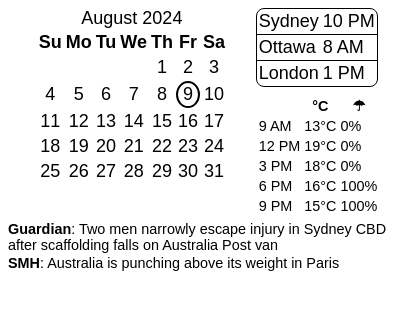 August 2024
Su Mo Tu We Th Fr Sa
1 2 3
4 5 6 7 8 9 10
11 12 13 14 15 16 17
18 19 20 21 22 23 24
25 26 27 28 29 30 31
Sydney 10 PM
Ottawa 8 AM
London 1 PM
°C ☂
9 AM 13°C 0%
12 PM 19°C 0%
3 PM 18°C 0%
6 PM 16°C 100%
9 PM 15°C 100%
Guardian: Two men narrowly escape injury in Sydney CBD
after scaffolding falls on Australia Post van
SMH: Australia is punching above its weight in Paris